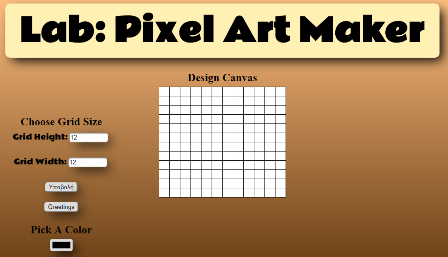 Lab: Pixel Art Maker
Design Canvas
Choose Grid Size
Grid Height: 12
Grid Width: 12
Greetings
Pick A Color